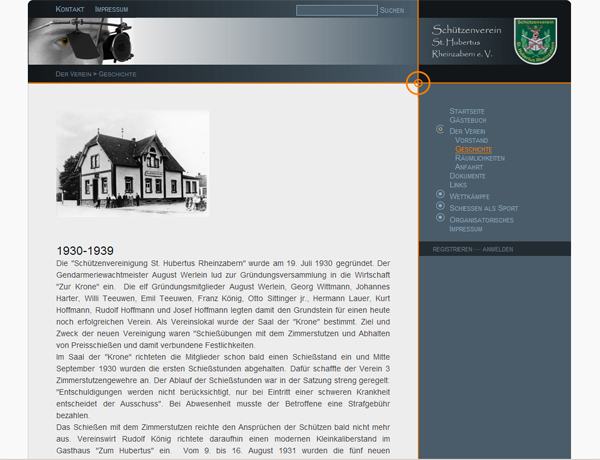 Kontakt Impressum Suchen
Schützenverein
St. Hubertus
Rheinzabern e. V.
Schützenverein
Der Verein > Geschichte
Startseite
Gästebuch
Der Verein
Vorstand
Geschichte
Räumlichkeiten
Anfahrt
Dokumente
Links
Wettkämpfe
Schiessen als Sport
Organisatorisches
Impressum
Registrieren — Anmelden
1930-1939
Die "Schützenvereinigung St. Hubertus Rheinzabern" wurde am 19. Juli 1930 gegründet. Der
Gendarmeriewachtmeister August Werlein lud zur Gründungsversammlung in die Wirtschaft
"Zur Krone" ein. Die elf Gründungsmitglieder August Werlein, Georg Wittmann, Johannes
Harter, Willi Teeuwen, Emil Teeuwen, Franz König, Otto Sittinger jr., Hermann Lauer, Kurt
Hoffmann, Rudolf Hoffmann und Josef Hoffmann legten damit den Grundstein für einen heute
noch erfolgreichen Verein. Als Vereinslokal wurde der Saal der "Krone" bestimmt. Ziel und
Zweck der neuen Vereinigung waren "Schießübungen mit dem Zimmerstutzen und Abhalten
von Preisschießen und damit verbundene Festlichkeiten.
Im Saal der "Krone" richteten die Mitglieder schon bald einen Schießstand ein und Mitte
September 1930 wurden die ersten Schießstunden abgehalten. Dafür schaffte der Verein 3
Zimmerstutzengewehre an. Der Ablauf der Schießstunden war in der Satzung streng geregelt:
"Entschuldigungen werden nicht berücksichtigt, nur bei Eintritt einer schweren Krankheit
entscheidet der Ausschuss". Bei Abwesenheit musste der Betroffene eine Strafgebühr
bezahlen.
Das Schießen mit dem Zimmerstutzen reichte den Ansprüchen der Schützen bald nicht mehr
aus. Vereinswirt Rudolf König richtete daraufhin einen modernen Kleinkaliberstand im
Gasthaus "Zum Hubertus" ein. Vom 9. bis 16. August 1931 wurden die fünf neuen